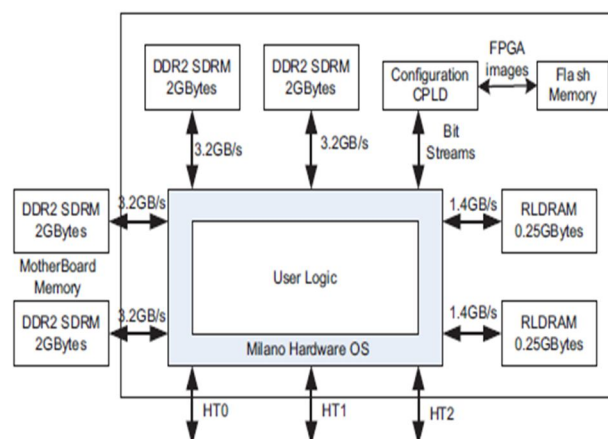 FPGA
images
DDR2 SDRM
2GBytes
DDR2 SDRM
2GBytes
Configuration
CPLD
Flash
Memory
3.2GB/s
3.2GB/s
Bit
Streams
DDR2 SDRM
2GBytes
3.2GB/s
1.4GB/s
RLDRAM
0.25GBytes
MotherBoard
Memory
User Logic
DDR2 SDRM
2GBytes
3.2GB/s
1.4GB/s
RLDRAM
0.25GBytes
Milano Hardware OS
HT0
HT1
HT2